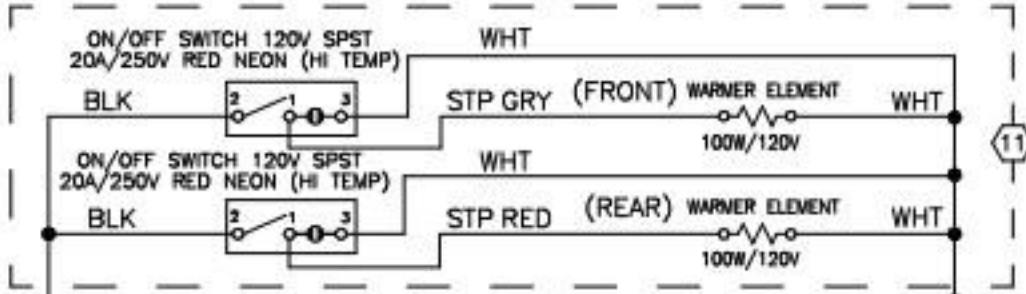 ON/OFF SWITCH 120V SPST
20A/250V RED NEON (HI TEMP)
WHT
BLK
2 1 3
STP GRY
(FRONT)
WARMER ELEMENT
WHT
100W/120V
11
ON/OFF SWITCH 120V SPST
20A/250V RED NEON (HI TEMP)
WHT
BLK
2 1 3
STP RED
(REAR)
WARMER ELEMENT
WHT
100W/120V